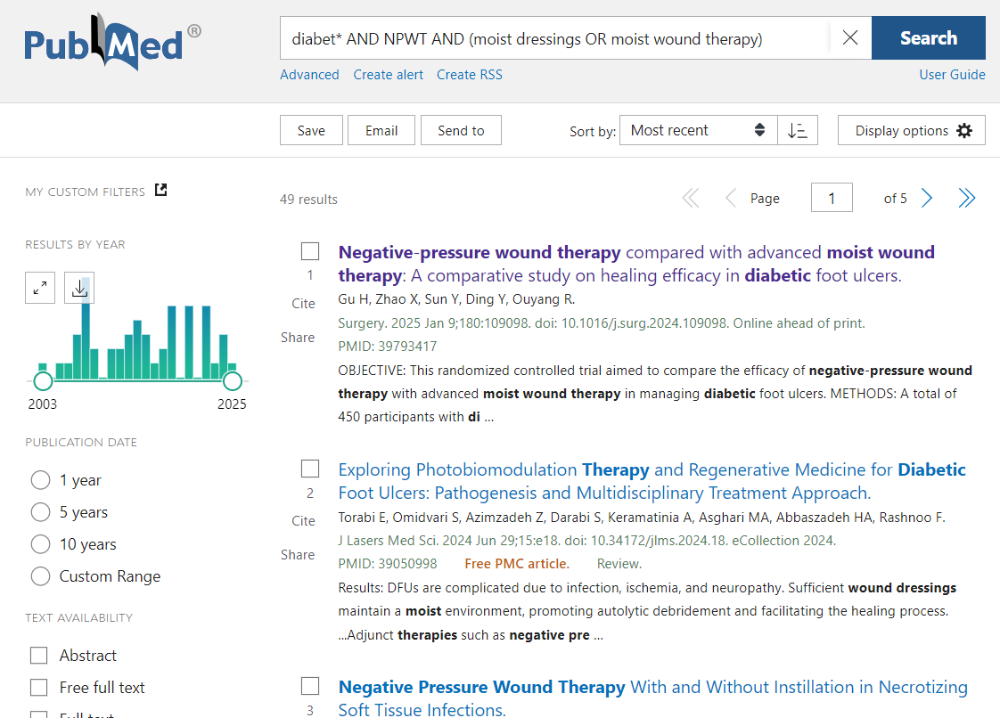 PubMed®
diabet* AND NPWT AND (moist dressings OR moist wound therapy)
Search
Advanced Create alert Create RSS
User Guide
Save Email Send to
Sort by: Most recent
Display options
MY CUSTOM FILTERS
RESULTS BY YEAR
2003 2025
PUBLICATION DATE
1 year
5 years
10 years
Custom Range
TEXT AVAILABILITY
Abstract
Free full text
Full text
49 results
Page 1 of 5
1
Cite
Share
Negative-pressure wound therapy compared with advanced moist wound
therapy: A comparative study on healing efficacy in diabetic foot ulcers.
Gu H, Zhao X, Sun Y, Ding Y, Ouyang R.
Surgery. 2025 Jan 9;180:109098. doi: 10.1016/j.surg.2024.109098. Online ahead of print.
PMID: 39793417
OBJECTIVE: This randomized controlled trial aimed to compare the efficacy of negative-pressure wound
therapy with advanced moist wound therapy in managing diabetic foot ulcers. METHODS: A total of
450 participants with di ...
2
Cite
Share
Exploring Photobiomodulation Therapy and Regenerative Medicine for Diabetic
Foot Ulcers: Pathogenesis and Multidisciplinary Treatment Approach.
Torabi E, Omidvari S, Azimzadeh Z, Darabi S, Keramatinia A, Asghari MA, Abbaszadeh HA, Rashnoo F.
J Lasers Med Sci. 2024 Jun 29;15:e18. doi: 10.34172/jlms.2024.18. eCollection 2024.
PMID: 39050998 Free PMC article. Review.
Results: DFUs are complicated due to infection, ischemia, and neuropathy. Sufficient wound dressings
maintain a moist environment, promoting autolytic debridement and facilitating the healing process.
...Adjunct therapies such as negative pre ...
3
Negative Pressure Wound Therapy With and Without Instillation in Necrotizing
Soft Tissue Infections.